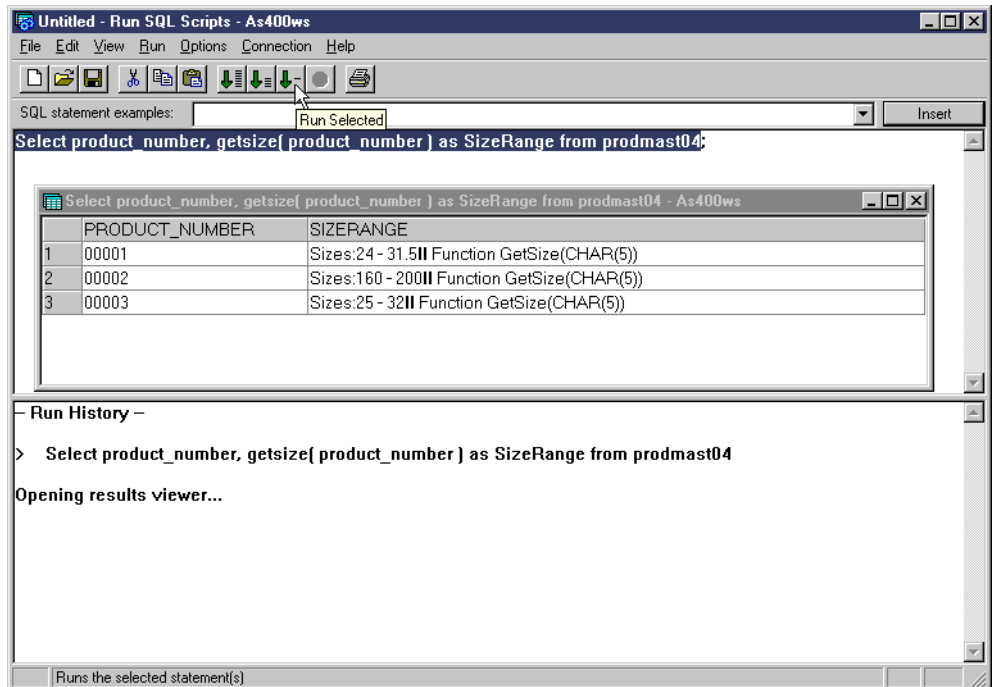 Untitled - Run SQL Scripts - As400ws
File Edit View Run Options Connection Help
SQL statement examples: Insert
Run Selected
Select product_number, getsize( product_number ) as SizeRange from prodmast04;
Select product_number, getsize( product_number ) as SizeRange from prodmast04 - As400ws
PRODUCT_NUMBER SIZERANGE
1 00001 Sizes:24 - 31.5II Function GetSize(CHAR(5))
2 00002 Sizes:160 - 200II Function GetSize(CHAR(5))
3 00003 Sizes:25 - 32II Function GetSize(CHAR(5))
– Run History –
> Select product_number, getsize( product_number ) as SizeRange from prodmast04
Opening results viewer...
Runs the selected statement(s)